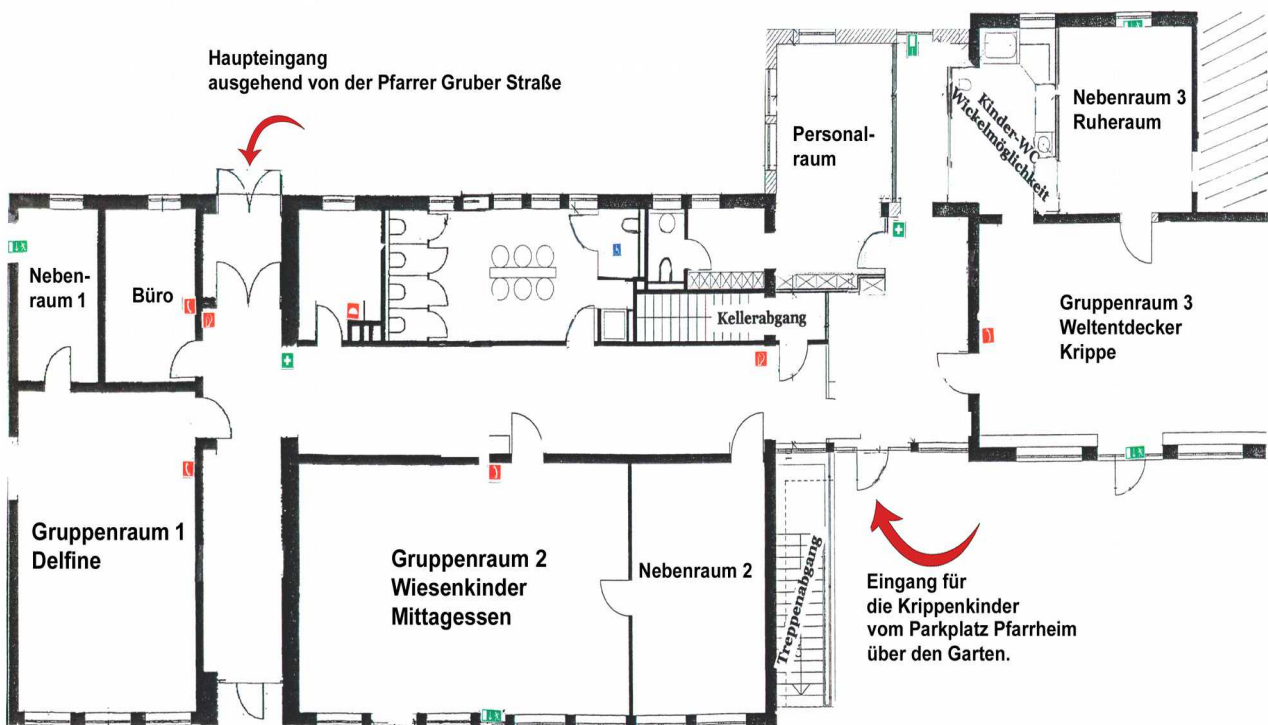 Haupteingang
ausgehend von der Pfarrer Gruber Straße
Personal-
raum
Kinder-WC
Wickelmöglichkeit
Nebenraum 3
Ruheraum
Neben-
raum 1
Büro
Kellerabgang
Gruppenraum 3
Weltentdecker
Krippe
Gruppenraum 1
Delfine
Gruppenraum 2
Wiesenkinder
Mittagessen
Nebenraum 2
Treppenabgang
Eingang für
die Krippenkinder
vom Parkplatz Pfarrheim
über den Garten.